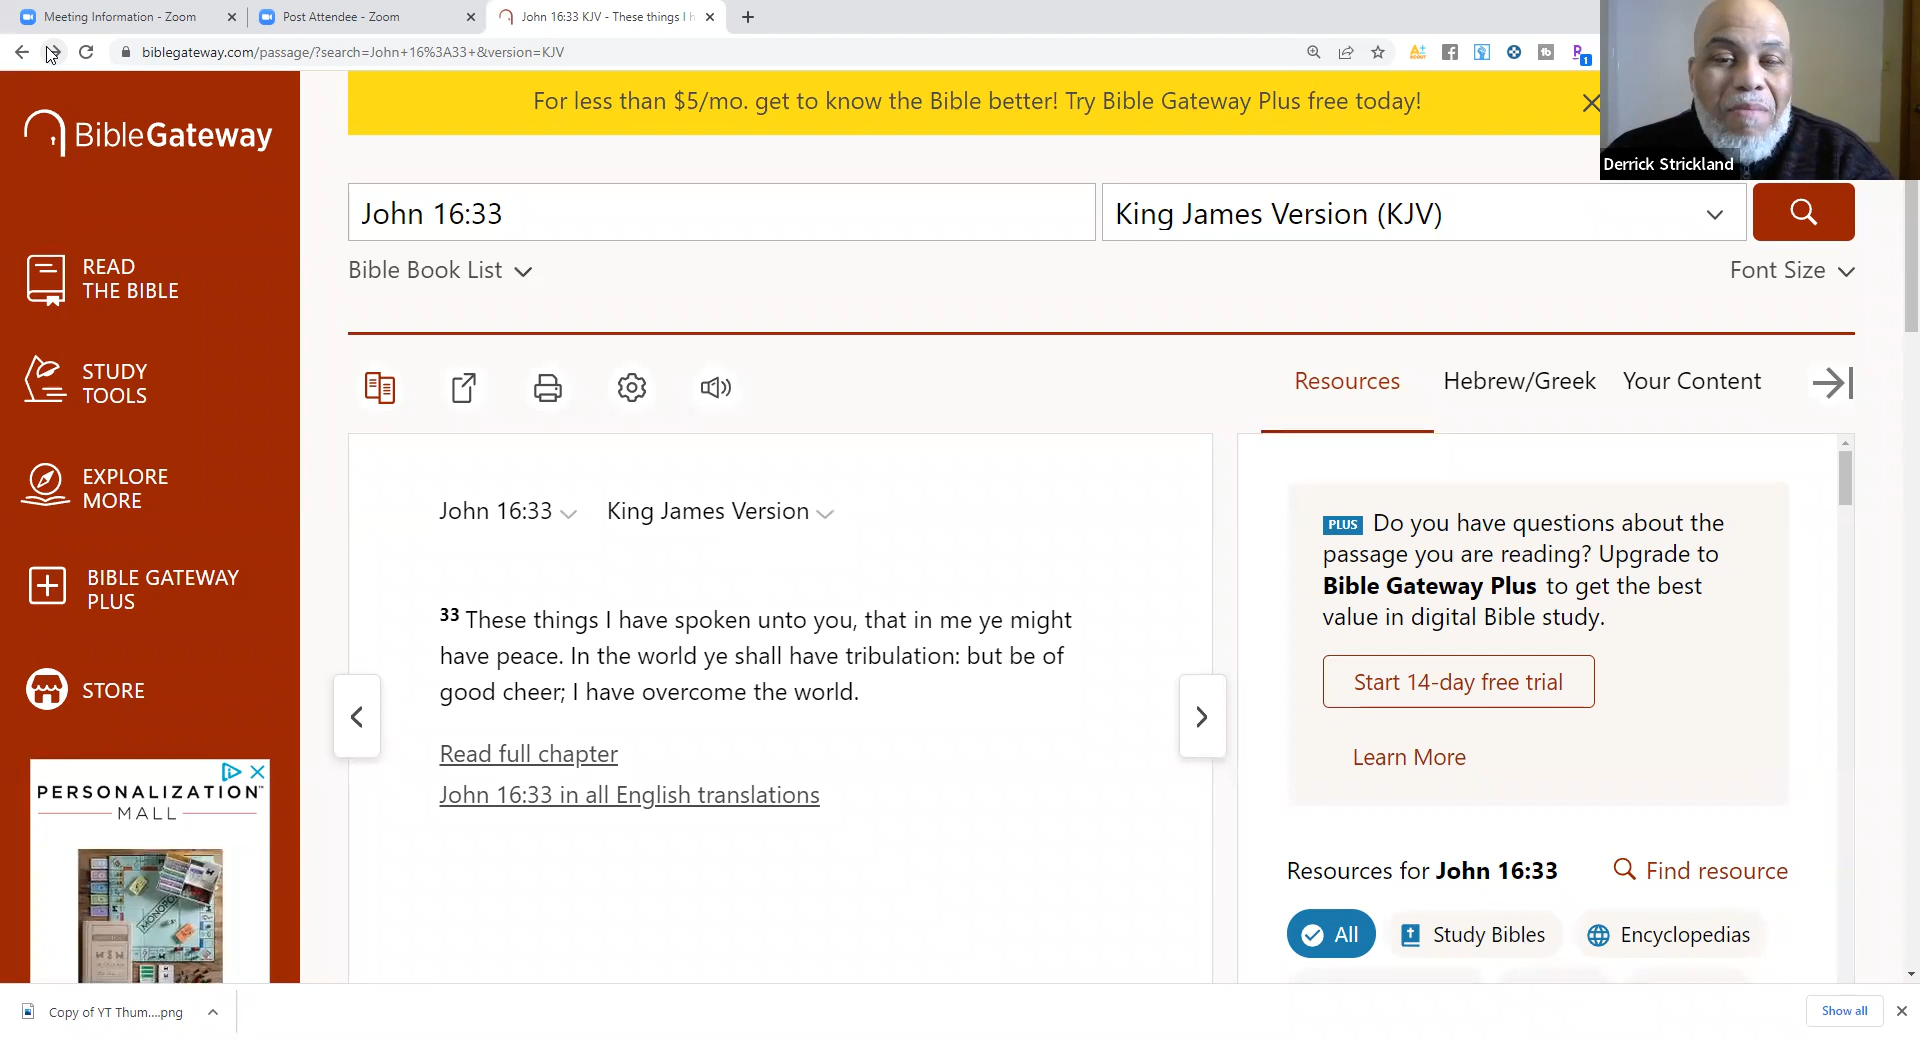 Meeting Information - Zoom
Post Attendee - Zoom
John 16:33 KJV - These things I h
biblegateway.com/passage/?search=John+16%3A33+&version=KJV
1
For less than $5/mo. get to know the Bible better! Try Bible Gateway Plus free today!
Derrick Strickland
BibleGateway
John 16:33
King James Version (KJV)
Bible Book List
Font Size
READ
THE BIBLE
STUDY
TOOLS
EXPLORE
MORE
BIBLE GATEWAY
PLUS
STORE
Resources
Hebrew/Greek
Your Content
John 16:33
King James Version
33 These things I have spoken unto you, that in me ye might
have peace. In the world ye shall have tribulation: but be of
good cheer; I have overcome the world.
Read full chapter
John 16:33 in all English translations
PLUS Do you have questions about the
passage you are reading? Upgrade to
Bible Gateway Plus to get the best
value in digital Bible study.
Start 14-day free trial
Learn More
Resources for John 16:33
Find resource
All
Study Bibles
Encyclopedias
PERSONALIZATION
MALL
MONOPOLY
Copy of YT Thum....png
Show all